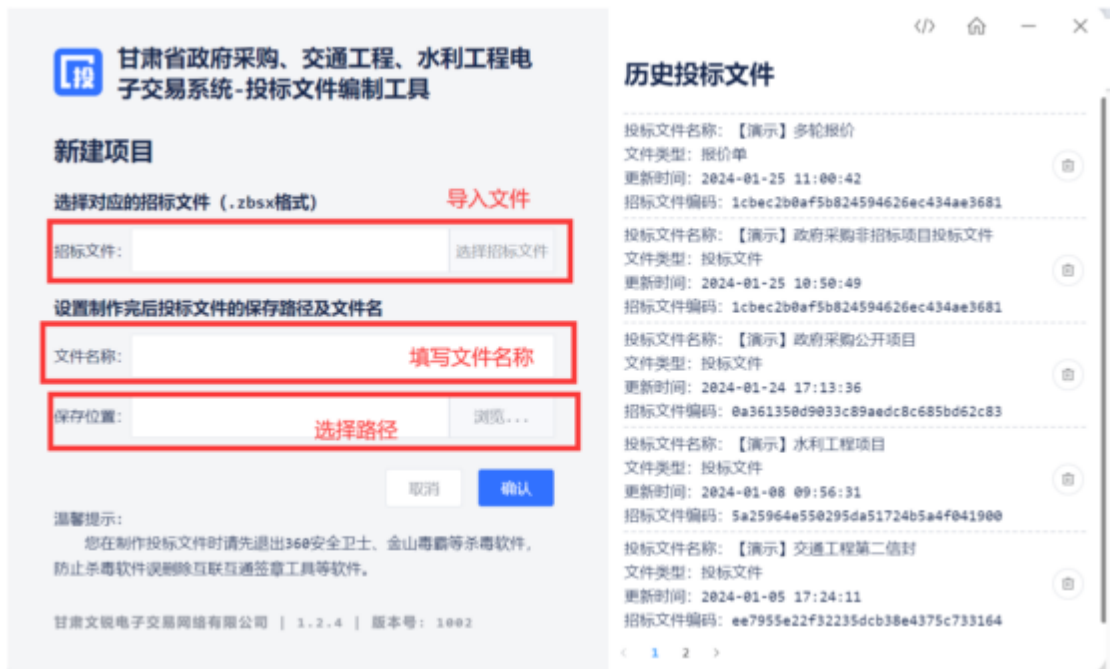 甘肃省政府采购、交通工程、水利工程电
子交易系统-投标文件编制工具
新建项目
选择对应的招标文件（.zbsx格式）
导入文件
招标文件：
选择招标文件
设置制作完后投标文件的保存路径及文件名
文件名称：
填写文件名称
保存位置：
选择路径
浏览...
取消
确认
温馨提示：
您在制作投标文件时请先退出360安全卫士、金山毒霸等杀毒软件，
防止杀毒软件误删除互联互通签章工具等软件。
甘肃文锐电子交易网络有限公司 | 1.2.4 | 版本号: 1002
历史投标文件
投标文件名称：【演示】多轮报价
文件类型：报价单
更新时间：2024-01-25 11:00:42
招标文件编码：1cbec2b0af5b824594626ec434ae3681
投标文件名称：【演示】政府采购非招标项目投标文件
文件类型：投标文件
更新时间：2024-01-25 10:50:49
招标文件编码：1cbec2b0af5b824594626ec434ae3681
投标文件名称：【演示】政府采购公开项目
文件类型：投标文件
更新时间：2024-01-24 17:13:36
招标文件编码：0a361350d9033c89aedc8c685bd62c83
投标文件名称：【演示】水利工程项目
文件类型：投标文件
更新时间：2024-01-08 09:56:31
招标文件编码：5a25964e550295da51724b5a4f041900
投标文件名称：【演示】交通工程第二信封
文件类型：投标文件
更新时间：2024-01-05 17:24:11
招标文件编码：ee7955e22f32235dcb38e4375c733164
1 2